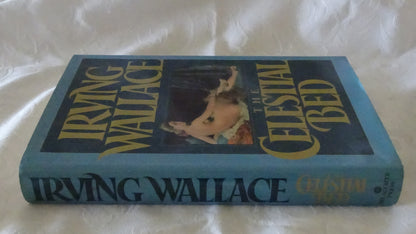 IRVING
WALLACE
THE
CELESTIAL
BED
IRVING WALLACE
CELESTIAL
BED